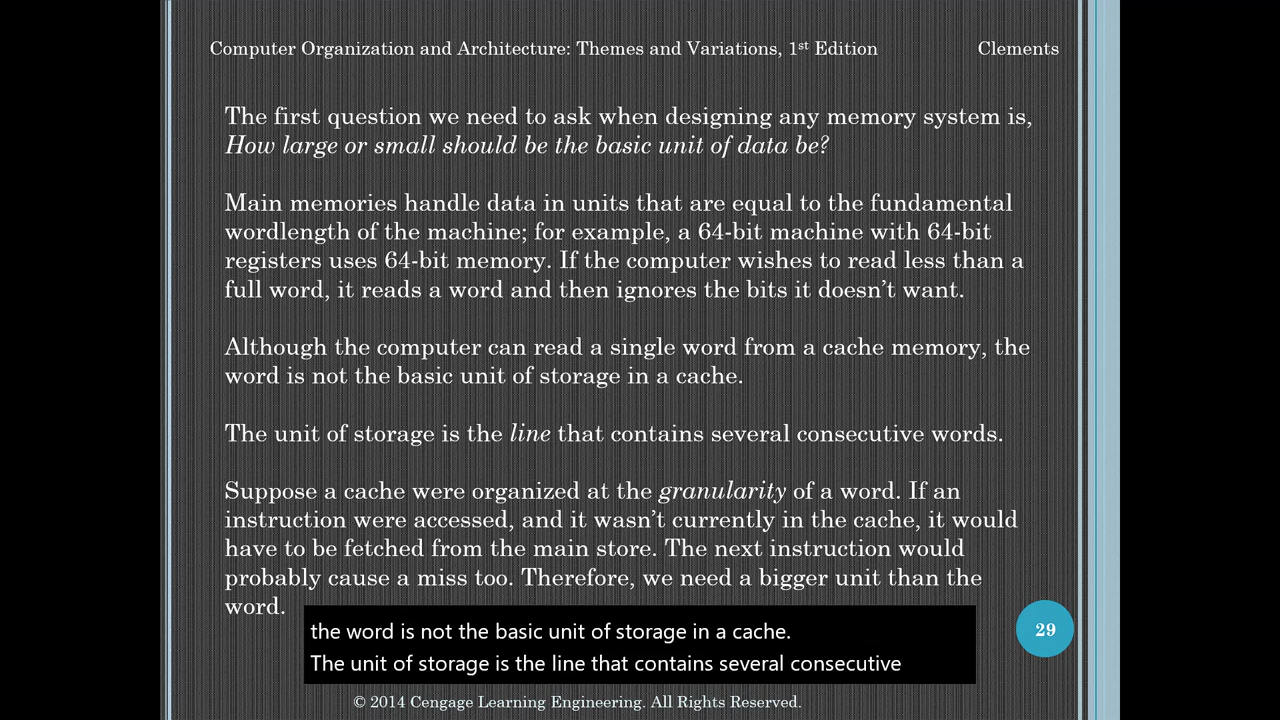 Computer Organization and Architecture: Themes and Variations, 1st Edition Clements
The first question we need to ask when designing any memory system is,
How large or small should be the basic unit of data be?
Main memories handle data in units that are equal to the fundamental
wordlength of the machine; for example, a 64-bit machine with 64-bit
registers uses 64-bit memory. If the computer wishes to read less than a
full word, it reads a word and then ignores the bits it doesn’t want.
Although the computer can read a single word from a cache memory, the
word is not the basic unit of storage in a cache.
The unit of storage is the line that contains several consecutive words.
Suppose a cache were organized at the granularity of a word. If an
instruction were accessed, and it wasn’t currently in the cache, it would
have to be fetched from the main store. The next instruction would
probably cause a miss too. Therefore, we need a bigger unit than the
word.
the word is not the basic unit of storage in a cache.
The unit of storage is the line that contains several consecutive
29
© 2014 Cengage Learning Engineering. All Rights Reserved.